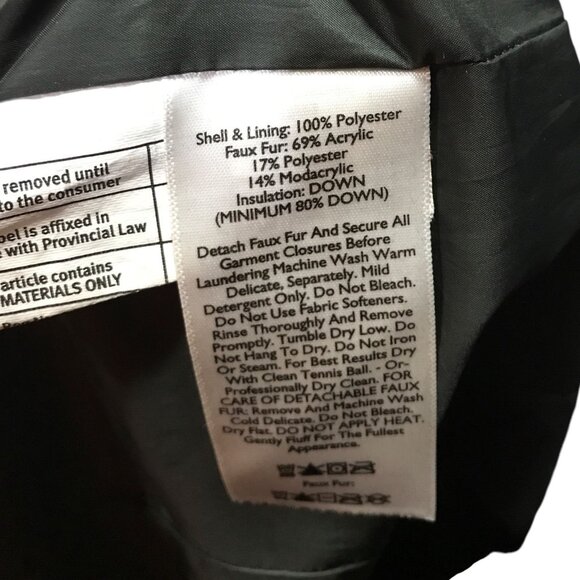 removed until
to the consumer
bel is affixed in
e with Provincial Law
article contains
MATERIALS ONLY
Shell & Lining: 100% Polyester
Faux Fur: 69% Acrylic
17% Polyester
14% Modacrylic
Insulation: DOWN
(MINIMUM 80% DOWN)
Detach Faux Fur And Secure All
Garment Closures Before
Laundering Machine Wash Warm
Delicate, Separately. Mild
Detergent Only. Do Not Bleach.
Do Not Use Fabric Softeners.
Rinse Thoroughly And Remove
Promptly. Tumble Dry Low. Do
Not Hang To Dry. Do Not Iron
Or Steam. For Best Results Dry
With Clean Tennis Ball. - Or-
Professionally Dry Clean. FOR
CARE OF DETACHABLE FAUX
FUR: Remove And Machine Wash
Cold Delicate. Do Not Bleach.
Dry Flat. DO NOT APPLY HEAT.
Gently Fluff For The Fullest
Appearance.
Faux Fur: